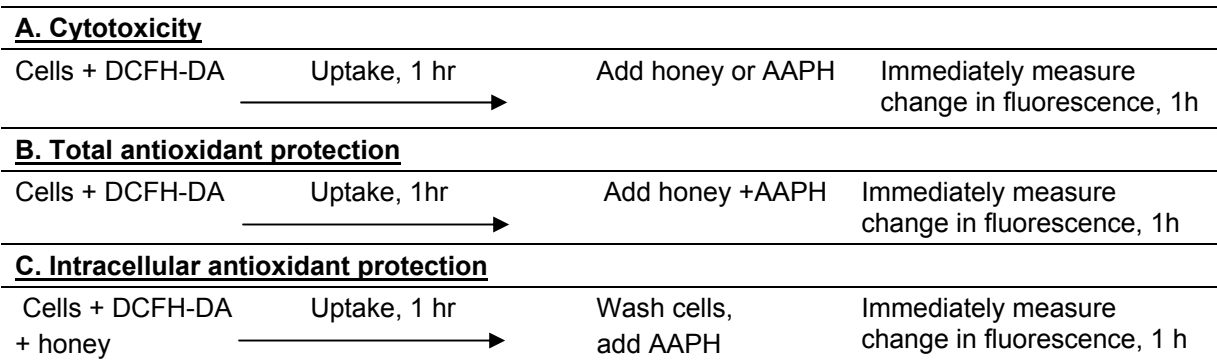 A. Cytotoxicity
Cells + DCFH-DA Uptake, 1 hr Add honey or AAPH Immediately measure
change in fluorescence, 1h
B. Total antioxidant protection
Cells + DCFH-DA Uptake, 1hr Add honey +AAPH Immediately measure
change in fluorescence, 1h
C. Intracellular antioxidant protection
Cells + DCFH-DA Uptake, 1 hr Wash cells, Immediately measure
+ honey add AAPH change in fluorescence, 1 h